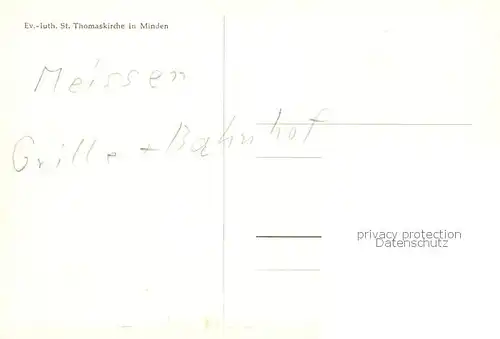 Ev.-luth. St. Thomaskirche in Minden
Meissen
Grille + Bahnhof
privacy protection
Datenschutz